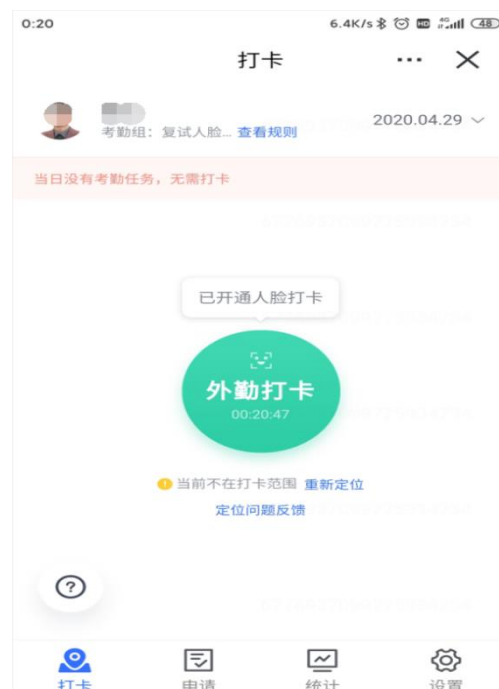 0:20 6.4K/s HD 4G 48
打卡
考勤组：复试人脸... 查看规则 2020.04.29
当日没有考勤任务，无需打卡
已开通人脸打卡
外勤打卡
00:20:47
当前不在打卡范围 重新定位
定位问题反馈
打卡 申请 统计 设置